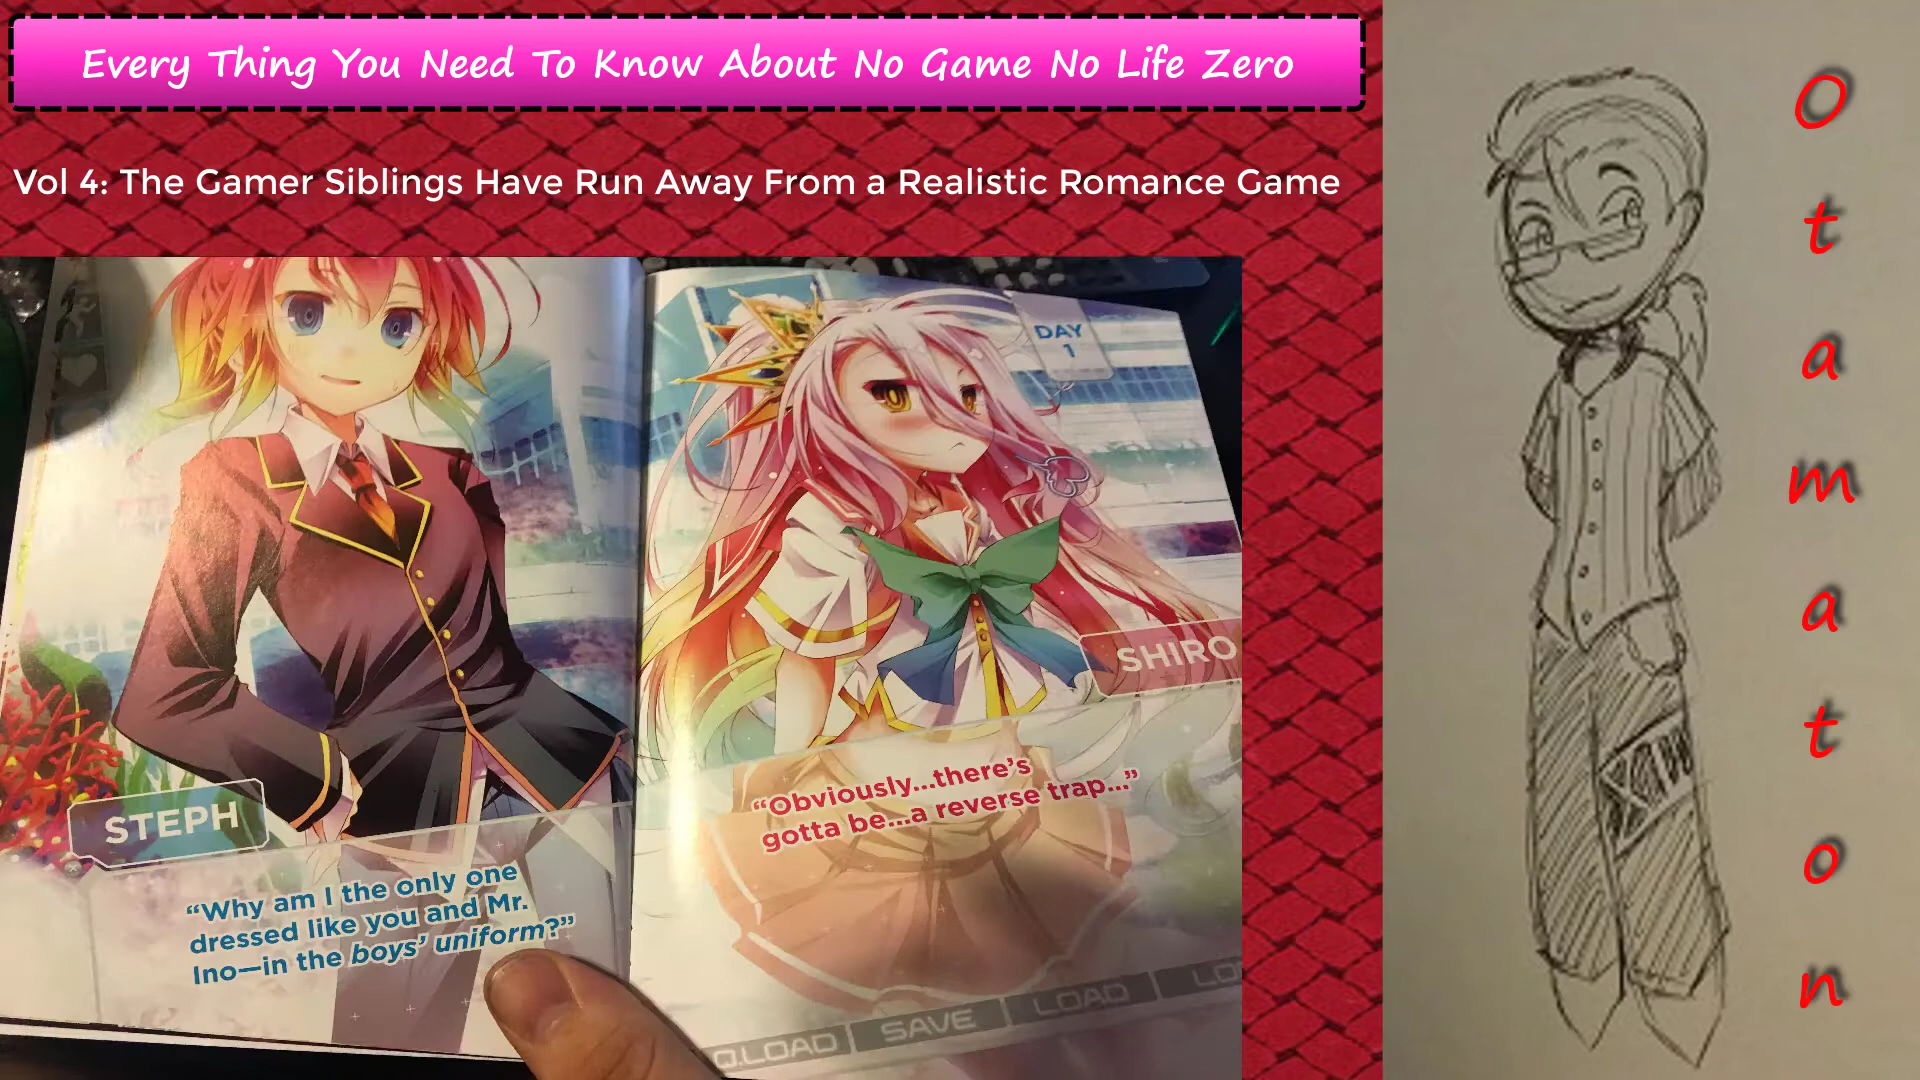 Every Thing You Need To Know About No Game No Life Zero
Vol 4: The Gamer Siblings Have Run Away From a Realistic Romance Game
DAY
1
SHIRO
"Obviously...there's
gotta be...a reverse trap..."
STEPH
"Why am I the only one
dressed like you and Mr.
Ino—in the boys' uniform?"
Q.LOAD
SAVE
LOAD
LO
Otamaton